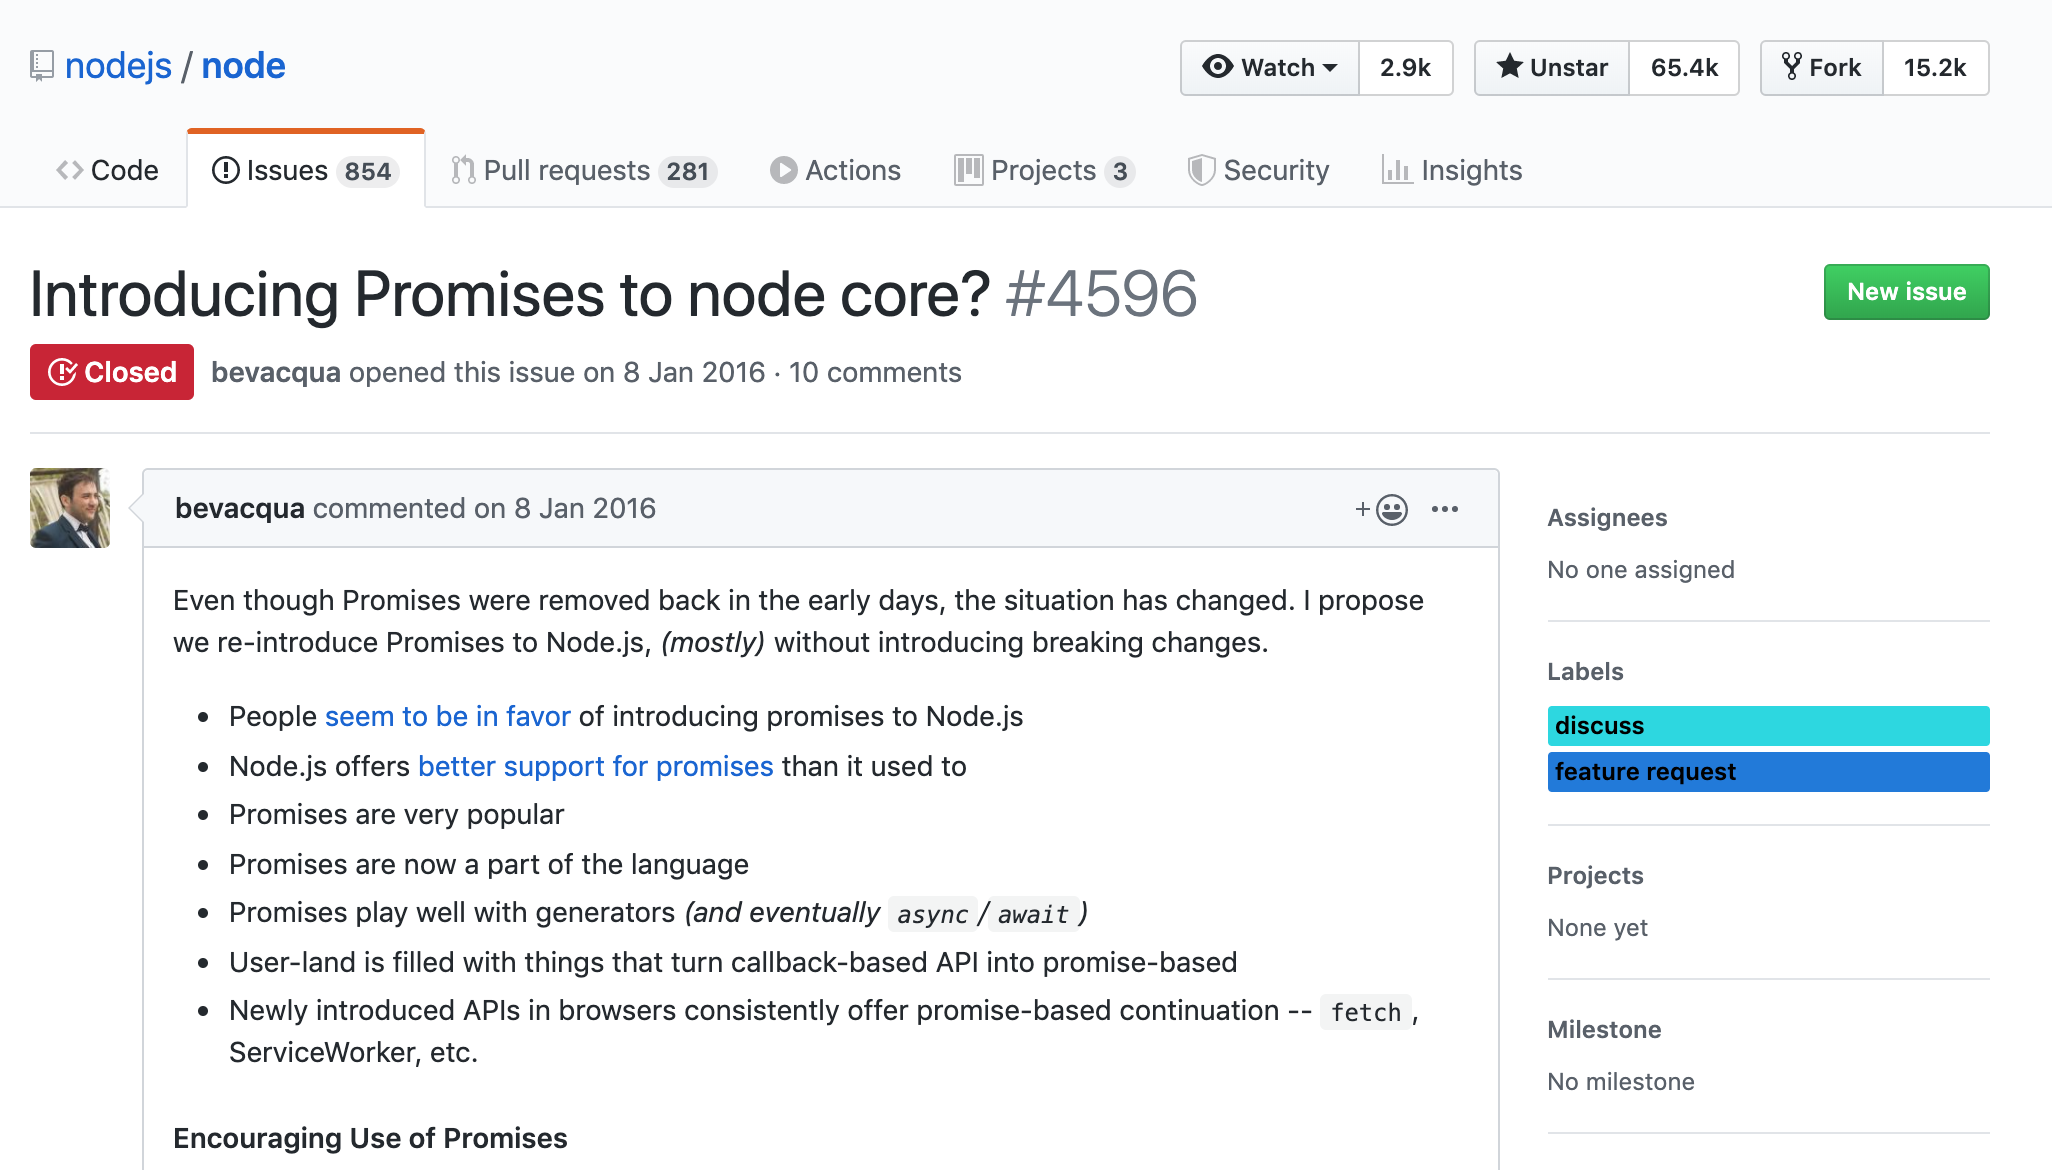 nodejs / node
Watch 2.9k Unstar 65.4k Fork 15.2k
Code Issues 854 Pull requests 281 Actions Projects 3 Security Insights
Introducing Promises to node core? #4596
New issue
Closed bevacqua opened this issue on 8 Jan 2016 · 10 comments
bevacqua commented on 8 Jan 2016
Even though Promises were removed back in the early days, the situation has changed. I propose
we re-introduce Promises to Node.js, (mostly) without introducing breaking changes.
• People seem to be in favor of introducing promises to Node.js
• Node.js offers better support for promises than it used to
• Promises are very popular
• Promises are now a part of the language
• Promises play well with generators (and eventually async/await)
• User-land is filled with things that turn callback-based API into promise-based
• Newly introduced APIs in browsers consistently offer promise-based continuation -- fetch,
ServiceWorker, etc.
Encouraging Use of Promises
Assignees
No one assigned
Labels
discuss
feature request
Projects
None yet
Milestone
No milestone